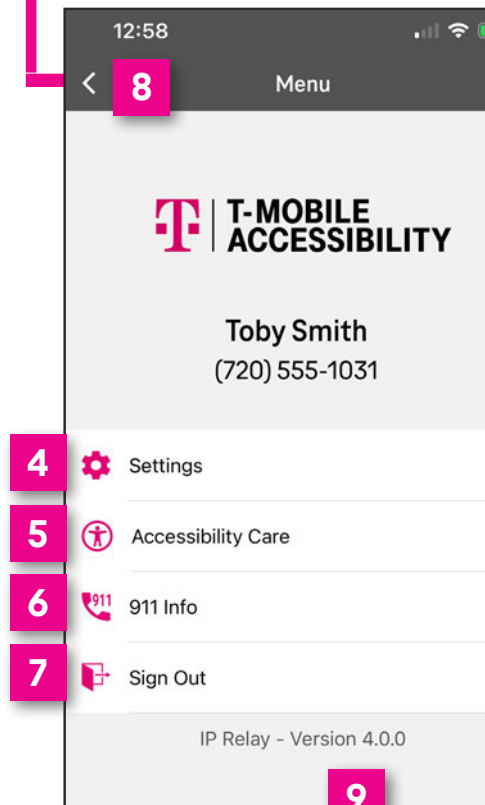 12:58
8
Menu
T-MOBILE
ACCESSIBILITY
Toby Smith
(720) 555-1031
4
Settings
5
Accessibility Care
6
911
911 Info
7
Sign Out
IP Relay - Version 4.0.0
9